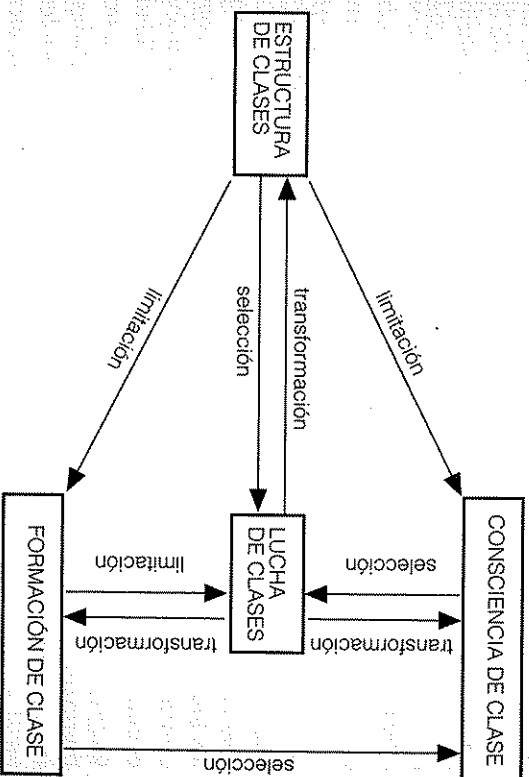 ESTRUCTURA
DE CLASES
limitación
transformación
selección
limitación
CONSCIENCIA DE CLASE
selección
transformación
LUCHA
DE CLASES
limitación
transformación
FORMACIÓN DE CLASE
selección